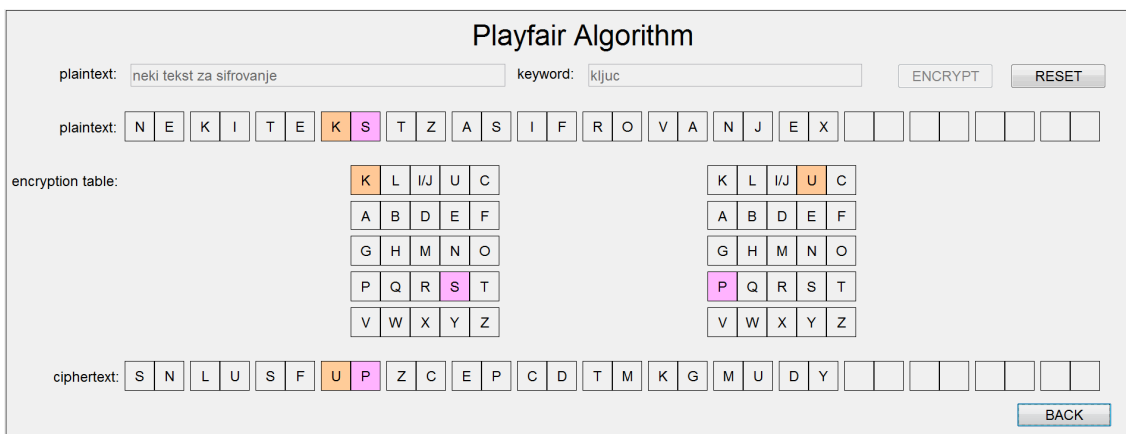 Playfair Algorithm
plaintext: neki tekst za sifrovanje keyword: kljuc ENCRYPT RESET
plaintext: N E K I T E K S T Z A S I F R O V A N J E X
encryption table:
K L I/J U C K L I/J U C
A B D E F A B D E F
G H M N O G H M N O
P Q R S T P Q R S T
V W X Y Z V W X Y Z
ciphertext: S N L U S F U P Z C E P C D T M K G M U D Y
BACK